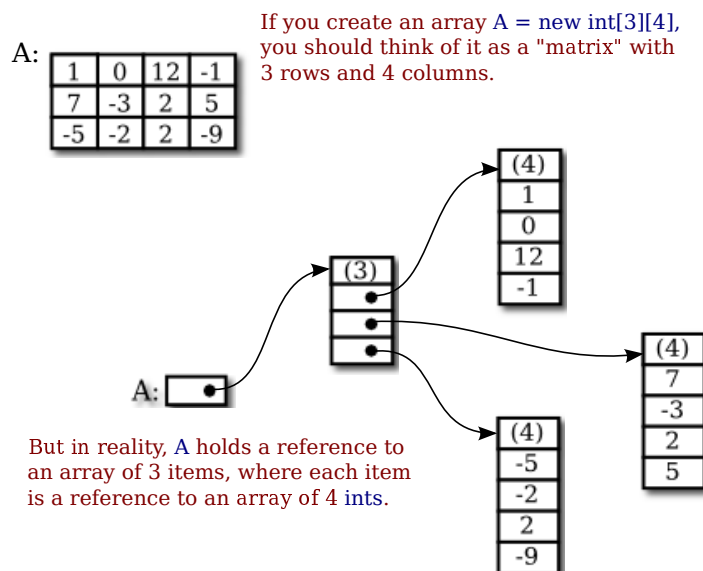 If you create an array A = new int[3][4],
you should think of it as a "matrix" with
3 rows and 4 columns.
A:
1 0 12 -1
7 -3 2 5
-5 -2 2 -9
(4)
1
0
12
-1
(3)
A:
(4)
7
-3
2
5
(4)
-5
-2
2
-9
But in reality, A holds a reference to
an array of 3 items, where each item
is a reference to an array of 4 ints.